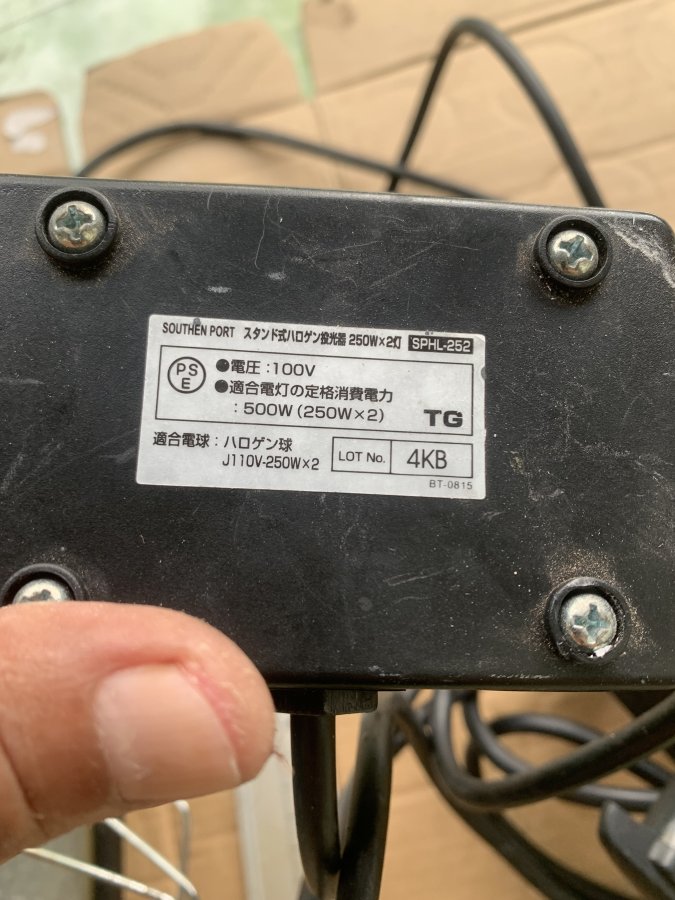 SOUTHEN PORT スタンド式ハロゲン投光器 250W×2灯 SPHL-252
PS E
●電圧:100V
●適合電灯の定格消費電力
:500W(250W×2)
TG
適合電球:ハロゲン球
J110V-250W×2
LOT No. 4KB
BT-0815